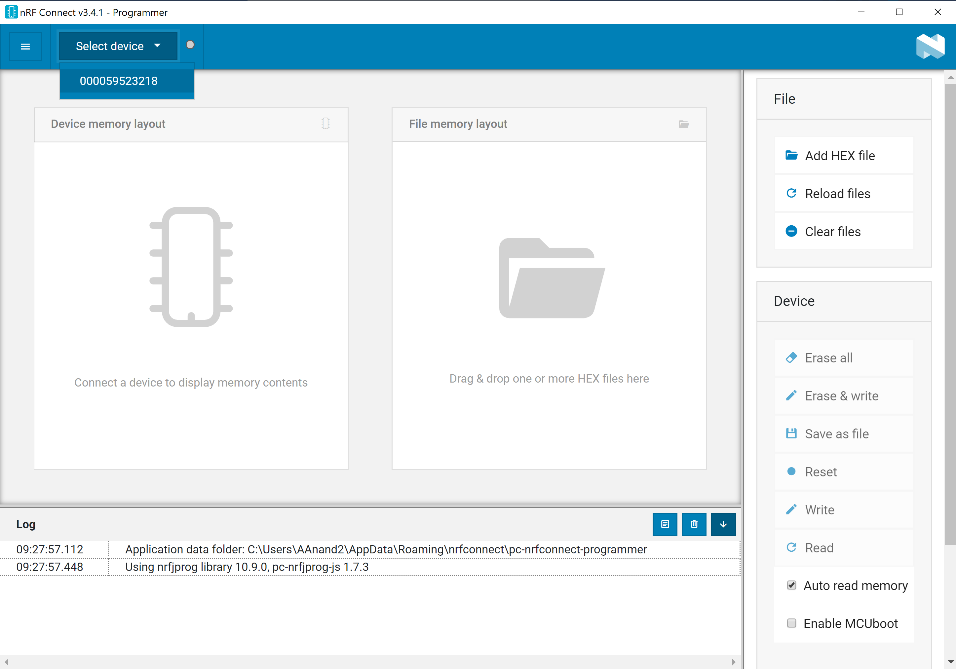 nRF Connect v3.4.1 - Programmer
Select device
000059523218
Device memory layout
Connect a device to display memory contents
File memory layout
Drag & drop one or more HEX files here
File
Add HEX file
Reload files
Clear files
Device
Erase all
Erase & write
Save as file
Reset
Write
Read
Auto read memory
Enable MCUboot
Log
09:27:57.112 Application data folder: C:\Users\AAnand2\AppData\Roaming\nrfconnect\pc-nrfconnect-programmer
09:27:57.448 Using nrfjprog library 10.9.0, pc-nrfjprog-js 1.7.3